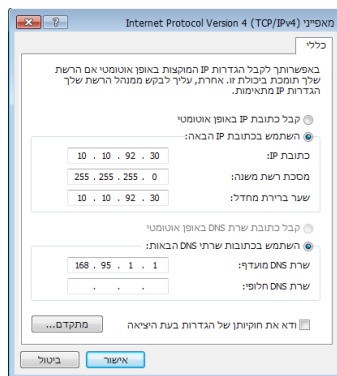 מאפייני Internet Protocol Version 4 (TCP/IPv4)
כללי
באפשרותך לקבל הגדרות IP המוקצות באופן אוטומטי אם הרשת
שלך תומכת ביכולת זו. אחרת, עליך לבקש ממנהל הרשת שלך
הגדרות IP מתאימות.
קבל כתובת IP באופן אוטומטי
השתמש בכתובת IP הבאה:
כתובת IP: 10 . 10 . 92 . 30
מסכת רשת משנה: 255 . 255 . 255 . 0
שער ברירת מחדל: 10 . 10 . 92 . 30
קבל כתובת שרת DNS באופן אוטומטי
השתמש בכתובות שרתי DNS הבאות:
שרת DNS מועדף: 168 . 95 . 1 . 1
שרת DNS חלופי: . . .
ודא את חוקיותן של הגדרות בעת היציאה
מתקדם...
אישור ביטול